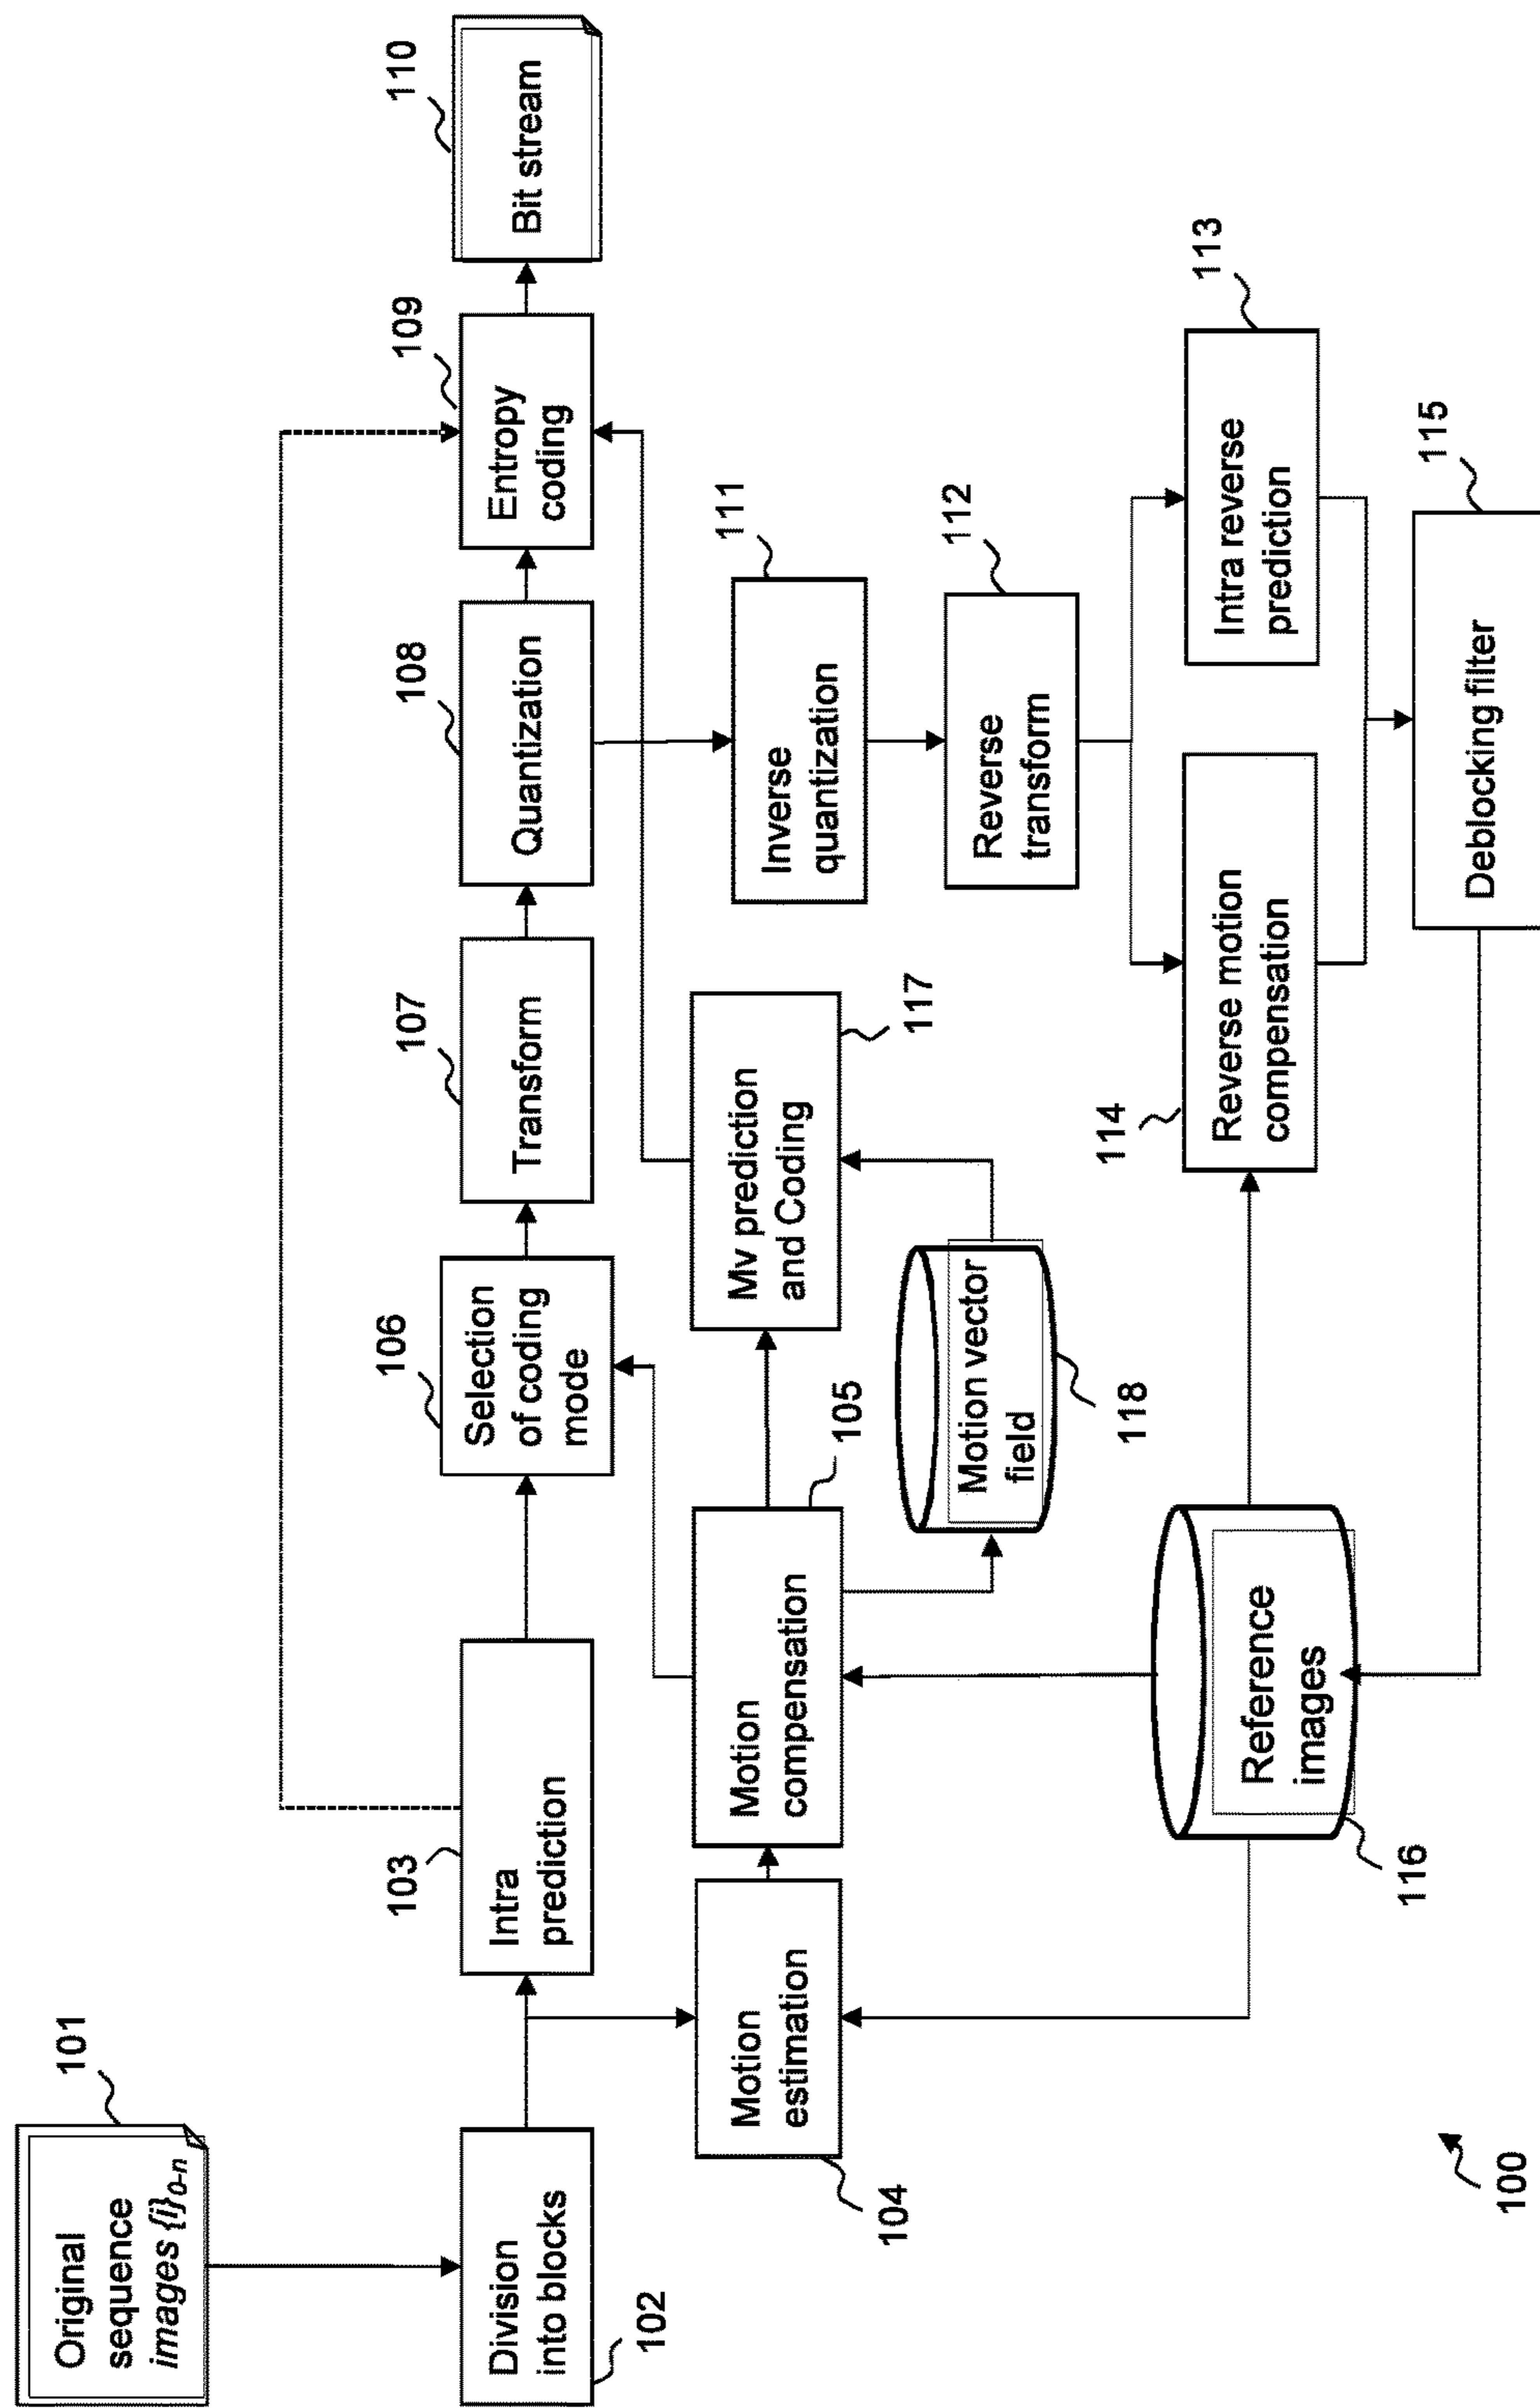 Original
sequence
images {I}0-n
101
Division
into blocks
102
Intra
prediction
103
Motion
estimation
104
Motion
compensation
105
Selection
of coding
mode
106
Transform
107
Quantization
108
Entropy
coding
109
Bit stream
110
Inverse
quantization
111
Reverse
transform
112
Intra reverse
prediction
113
Reverse motion
compensation
114
Deblocking filter
115
Reference
images
116
Mv prediction
and Coding
117
Motion vector
field
118
100